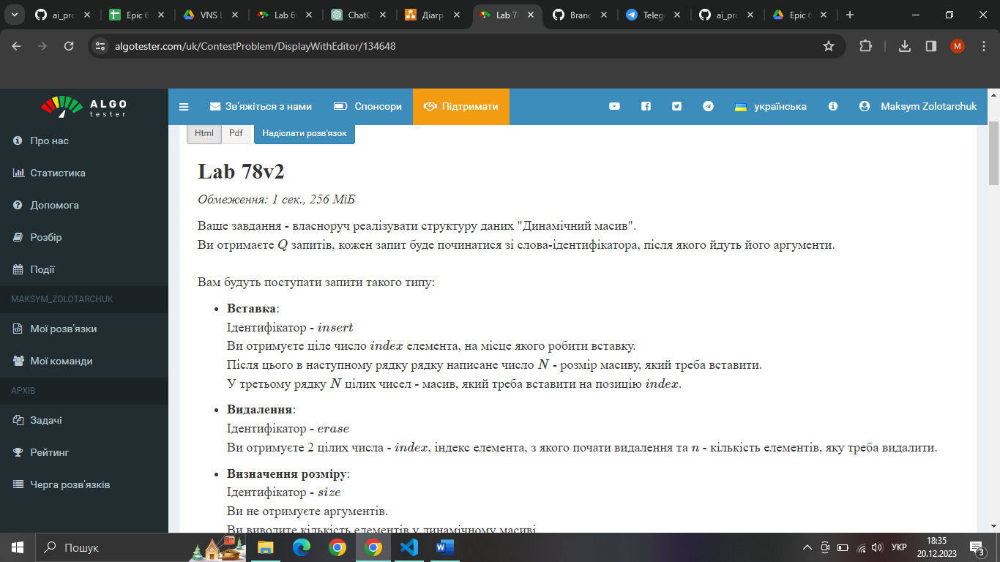 ai_pro
Epic 6
VNS L
Lab 6
ChatG
Діагра
Lab 78
Branc
Telegr
ai_pro
Epic 6
algotester.com/uk/ContestProblem/DisplayWithEditor/134648
M
ALGO
tester
Зв'яжіться з нами
Спонсори
Підтримати
українська
Maksym Zolotarchuk
Про нас
Статистика
Допомога
Розбір
Події
MAKSYM_ZOLOTARCHUK
Мої розв'язки
Мої команди
АРХІВ
Задачі
Рейтинг
Черга розв'язків
Html
Pdf
Надіслати розв'язок
Lab 78v2
Обмеження: 1 сек., 256 МіБ
Ваше завдання - власноруч реалізувати структуру даних "Динамічний масив".
Ви отримаєте Q запитів, кожен запит буде починатися зі слова-ідентифікатора, після якого йдуть його аргументи.
Вам будуть поступати запити такого типу:
• Вставка:
Ідентифікатор - insert
Ви отримуєте ціле число index елемента, на місце якого робити вставку.
Після цього в наступному рядку рядку написане число N - розмір масиву, який треба вставити.
У третьому рядку N цілих чисел - масив, який треба вставити на позицію index.
• Видалення:
Ідентифікатор - erase
Ви отримуєте 2 цілих числа - index, індекс елемента, з якого почати видалення та n - кількість елементів, яку треба видалити.
• Визначення розміру:
Ідентифікатор - size
Ви не отримуєте аргументів.
Ви виводите кількість елементів у динамічному масиві
Пошук
УКР
18:35
20.12.2023
3